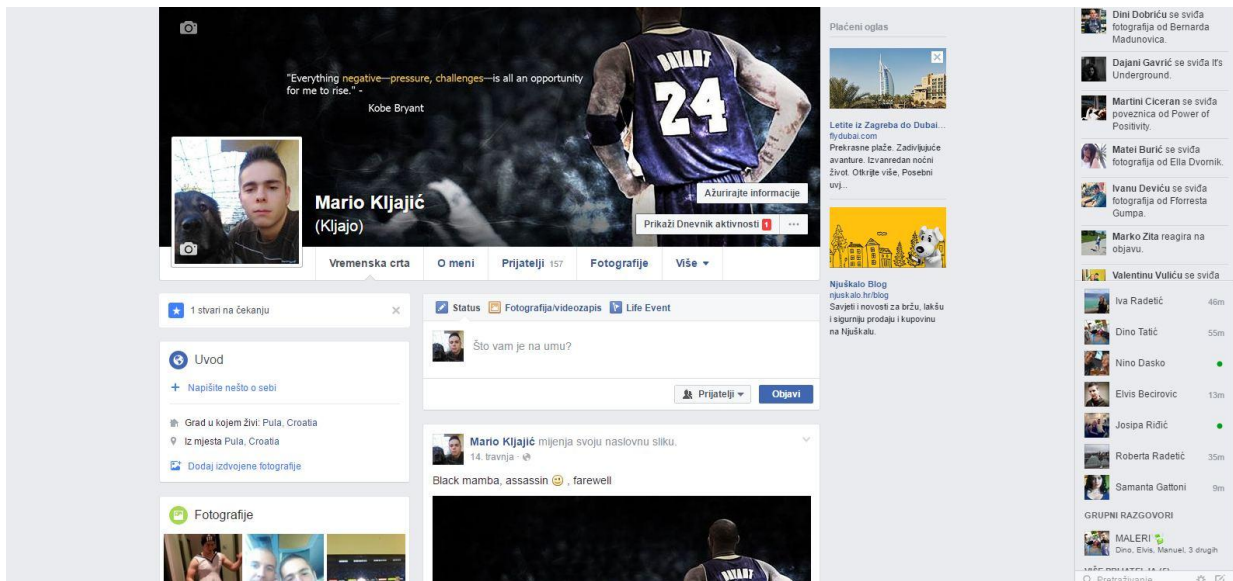 "Everything negative—pressure, challenges—is all an opportunity
for me to rise." -
Kobe Bryant
BRYANT
24
Mario Kljajić
(Kljajo)
Ažurirajte informacije
Prikaži Dnevnik aktivnosti 1 ...
Vremenska crta O meni Prijatelji 157 Fotografije Više
1 stvari na čekanju
Uvod
+ Napišite nešto o sebi
Grad u kojem živi: Pula, Croatia
Iz mjesta Pula, Croatia
Dodaj izdvojene fotografije
Fotografije
Status Fotografija/videozapis Life Event
Što vam je na umu?
Prijatelji Objavi
Mario Kljajić mijenja svoju naslovnu sliku.
14. travnja ·
Black mamba, assassin 🙂 , farewell
BRYANT
Plaćeni oglas
Letite iz Zagreba do Dubai...
flydubai.com
Prekrasne plaže. Zadivljujuće
avanture. Izvanredan noćni
život. Otkrijte više, Posebni
uvj...
Njuškalo Blog
njuskalo.hr/blog
Savjeti i novosti za bržu, lakšu
i sigurniju prodaju i kupovinu
na Njuškalu.
Dini Dobriću se sviđa
fotografija od Bernarda
Madunovica.
Dajani Gavrić se sviđa It's
Underground.
Martini Ciceran se sviđa
poveznica od Power of
Positivity.
Matei Burić se sviđa
fotografija od Ella Dvornik.
Ivanu Deviću se sviđa
fotografija od Fforresta
Gumpa.
Marko Zita reagira na
objavu.
Valentinu Vuliću se sviđa
Iva Radetić 46m
Dino Tatić 55m
Nino Dasko
Elvis Becirovic 13m
Josipa Riđić
Roberta Radetić 35m
Samanta Gattoni 9m
GRUPNI RAZGOVORI
MALERI
Dino, Elvis, Manuel, 3 drugih
VIŠE PRIJATELJA (5)
Pretraživanje